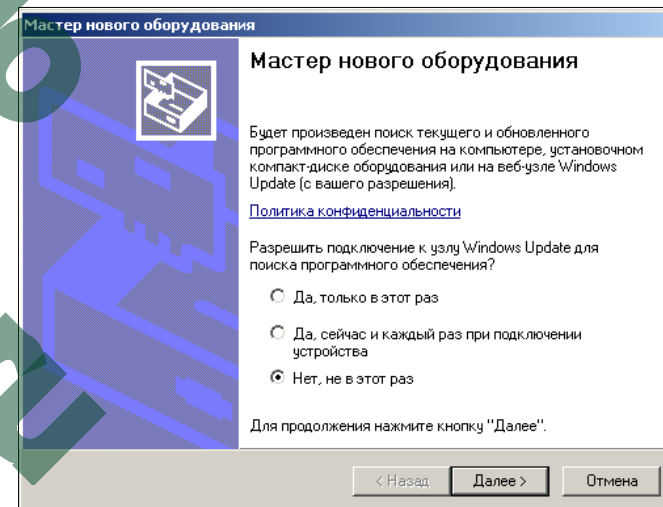 Мастер нового оборудования
Мастер нового оборудования
Будет произведен поиск текущего и обновленного
программного обеспечения на компьютере, установочном
компакт-диске оборудования или на веб-узле Windows
Update (с вашего разрешения).
Политика конфиденциальности
Разрешить подключение к узлу Windows Update для
поиска программного обеспечения?
Да, только в этот раз
Да, сейчас и каждый раз при подключении
устройства
Нет, не в этот раз
Для продолжения нажмите кнопку "Далее".
< Назад Далее > Отмена